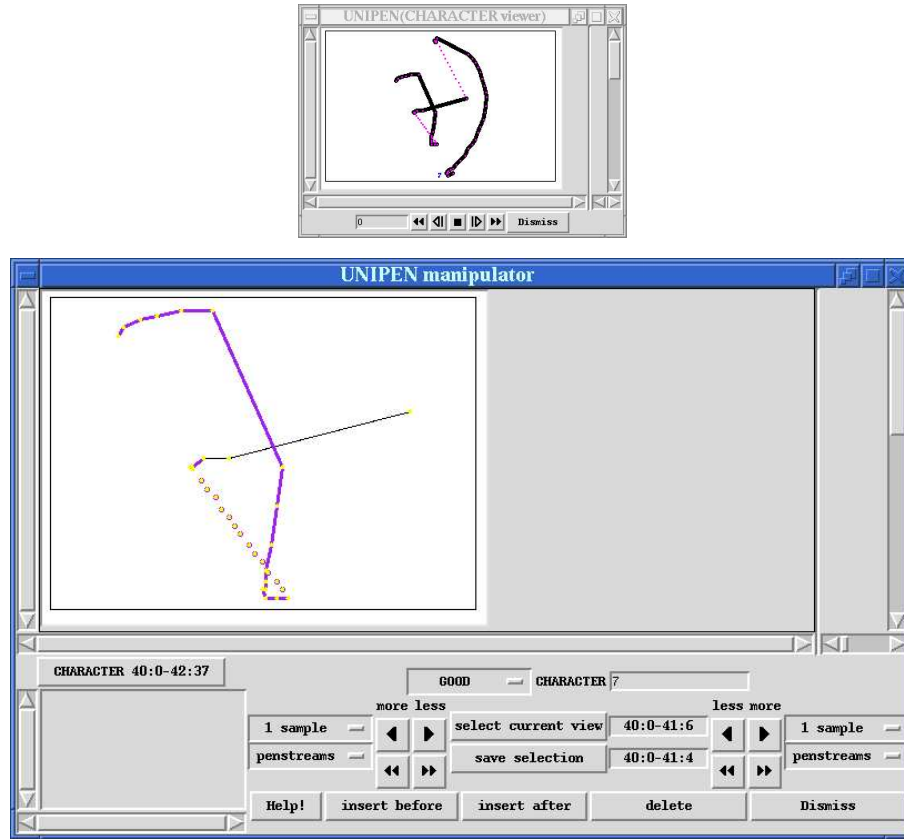 UNIPEN(CHARACTER viewer)
7
0
Dismiss
UNIPEN manipulator
CHARACTER 40:0-42:37
GOOD
CHARACTER 7
more less
less more
1 sample
select current view
40:0-41:6
1 sample
penstreams
save selection
40:0-41:4
penstreams
Help!
insert before
insert after
delete
Dismiss